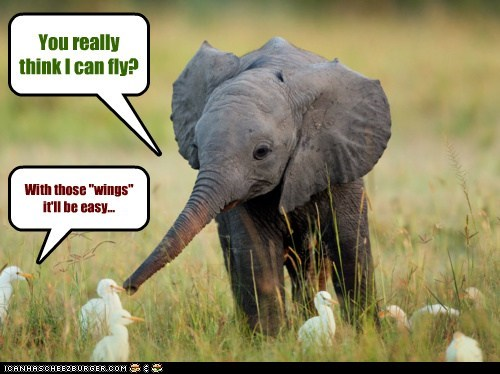 You really
think I can fly?
With those "wings"
it'll be easy...
ICANHASCHEEZBURGER.COM